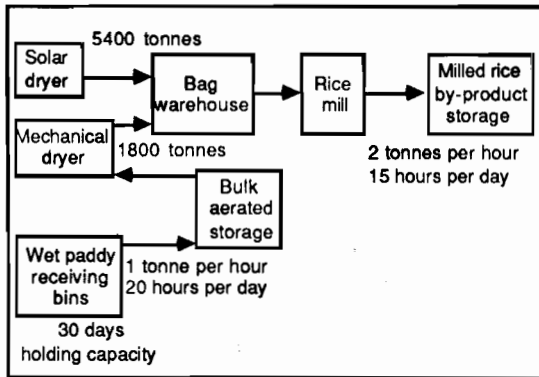 5400 tonnes
Solar
dryer
Bag
warehouse
Rice
mill
Milled rice
by-product
storage
Mechanical
dryer
1800 tonnes
2 tonnes per hour
15 hours per day
Bulk
aerated
storage
Wet paddy
receiving
bins
1 tonne per hour
20 hours per day
30 days
holding capacity